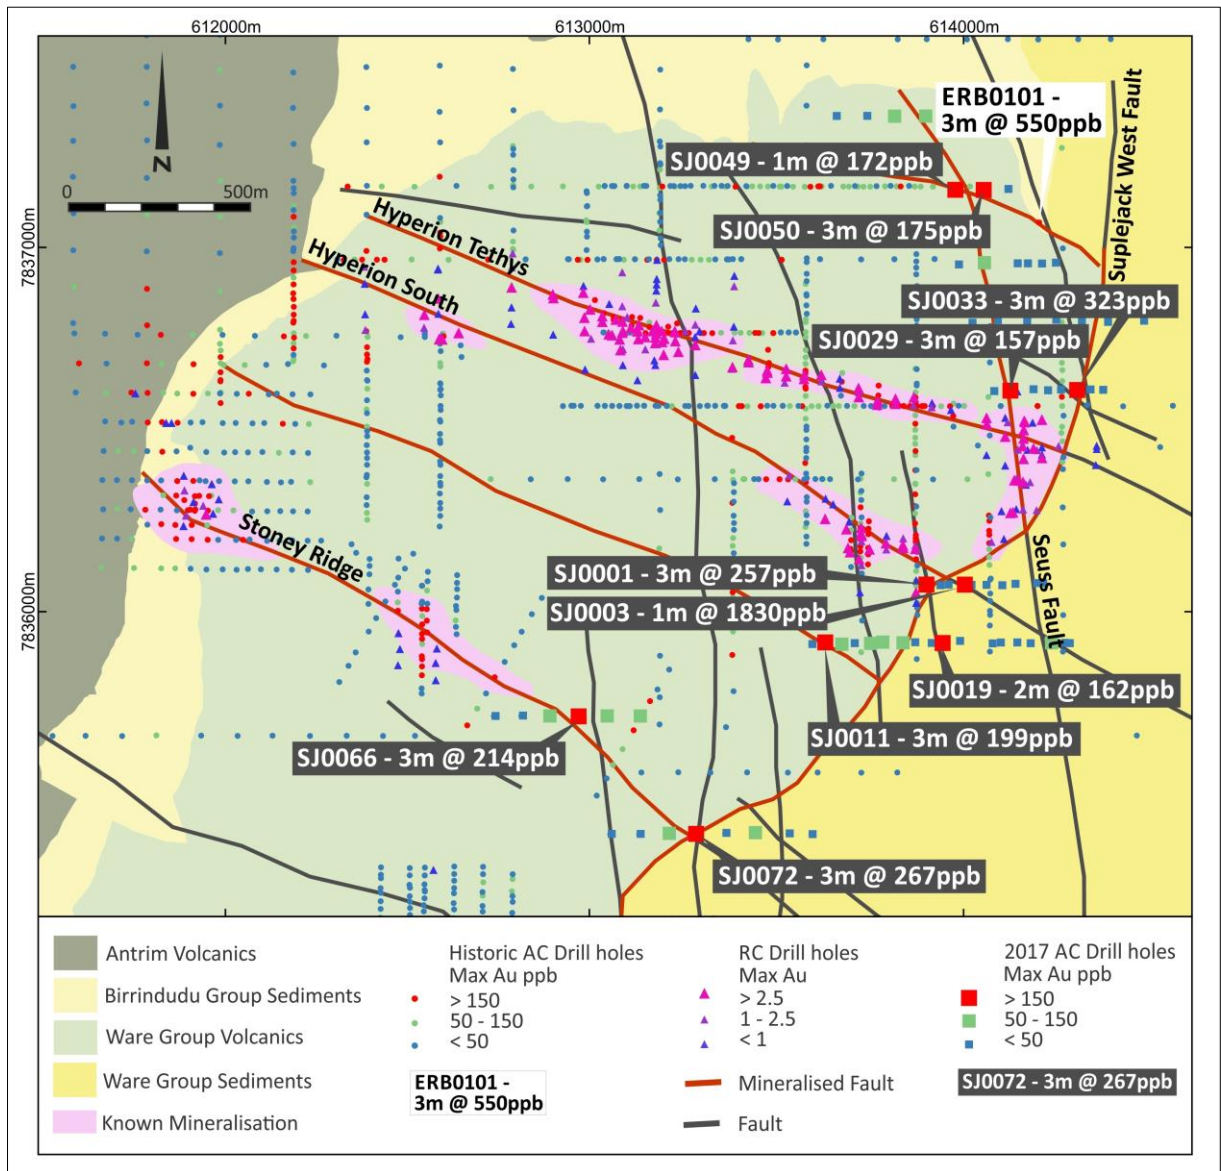 612000m
613000m
614000m
7837000m
7836000m
N
0
500m
ERB0101 -
3m @ 550ppb
Suplejack West Fault
SJ0049 - 1m @ 172ppb
SJ0050 - 3m @ 175ppb
Hyperion Tethys
Hyperion South
SJ0033 - 3m @ 323ppb
SJ0029 - 3m @ 157ppb
Stoney Ridge
Seuss Fault
SJ0001 - 3m @ 257ppb
SJ0003 - 1m @ 1830ppb
SJ0019 - 2m @ 162ppb
SJ0011 - 3m @ 199ppb
SJ0066 - 3m @ 214ppb
SJ0072 - 3m @ 267ppb
Antrim Volcanics
Birrindudu Group Sediments
Ware Group Volcanics
Ware Group Sediments
Known Mineralisation
Historic AC Drill holes
Max Au ppb
> 150
50 - 150
< 50
ERB0101 -
3m @ 550ppb
RC Drill holes
Max Au
> 2.5
1 - 2.5
< 1
Mineralised Fault
Fault
2017 AC Drill holes
Max Au ppb
> 150
50 - 150
< 50
SJ0072 - 3m @ 267ppb